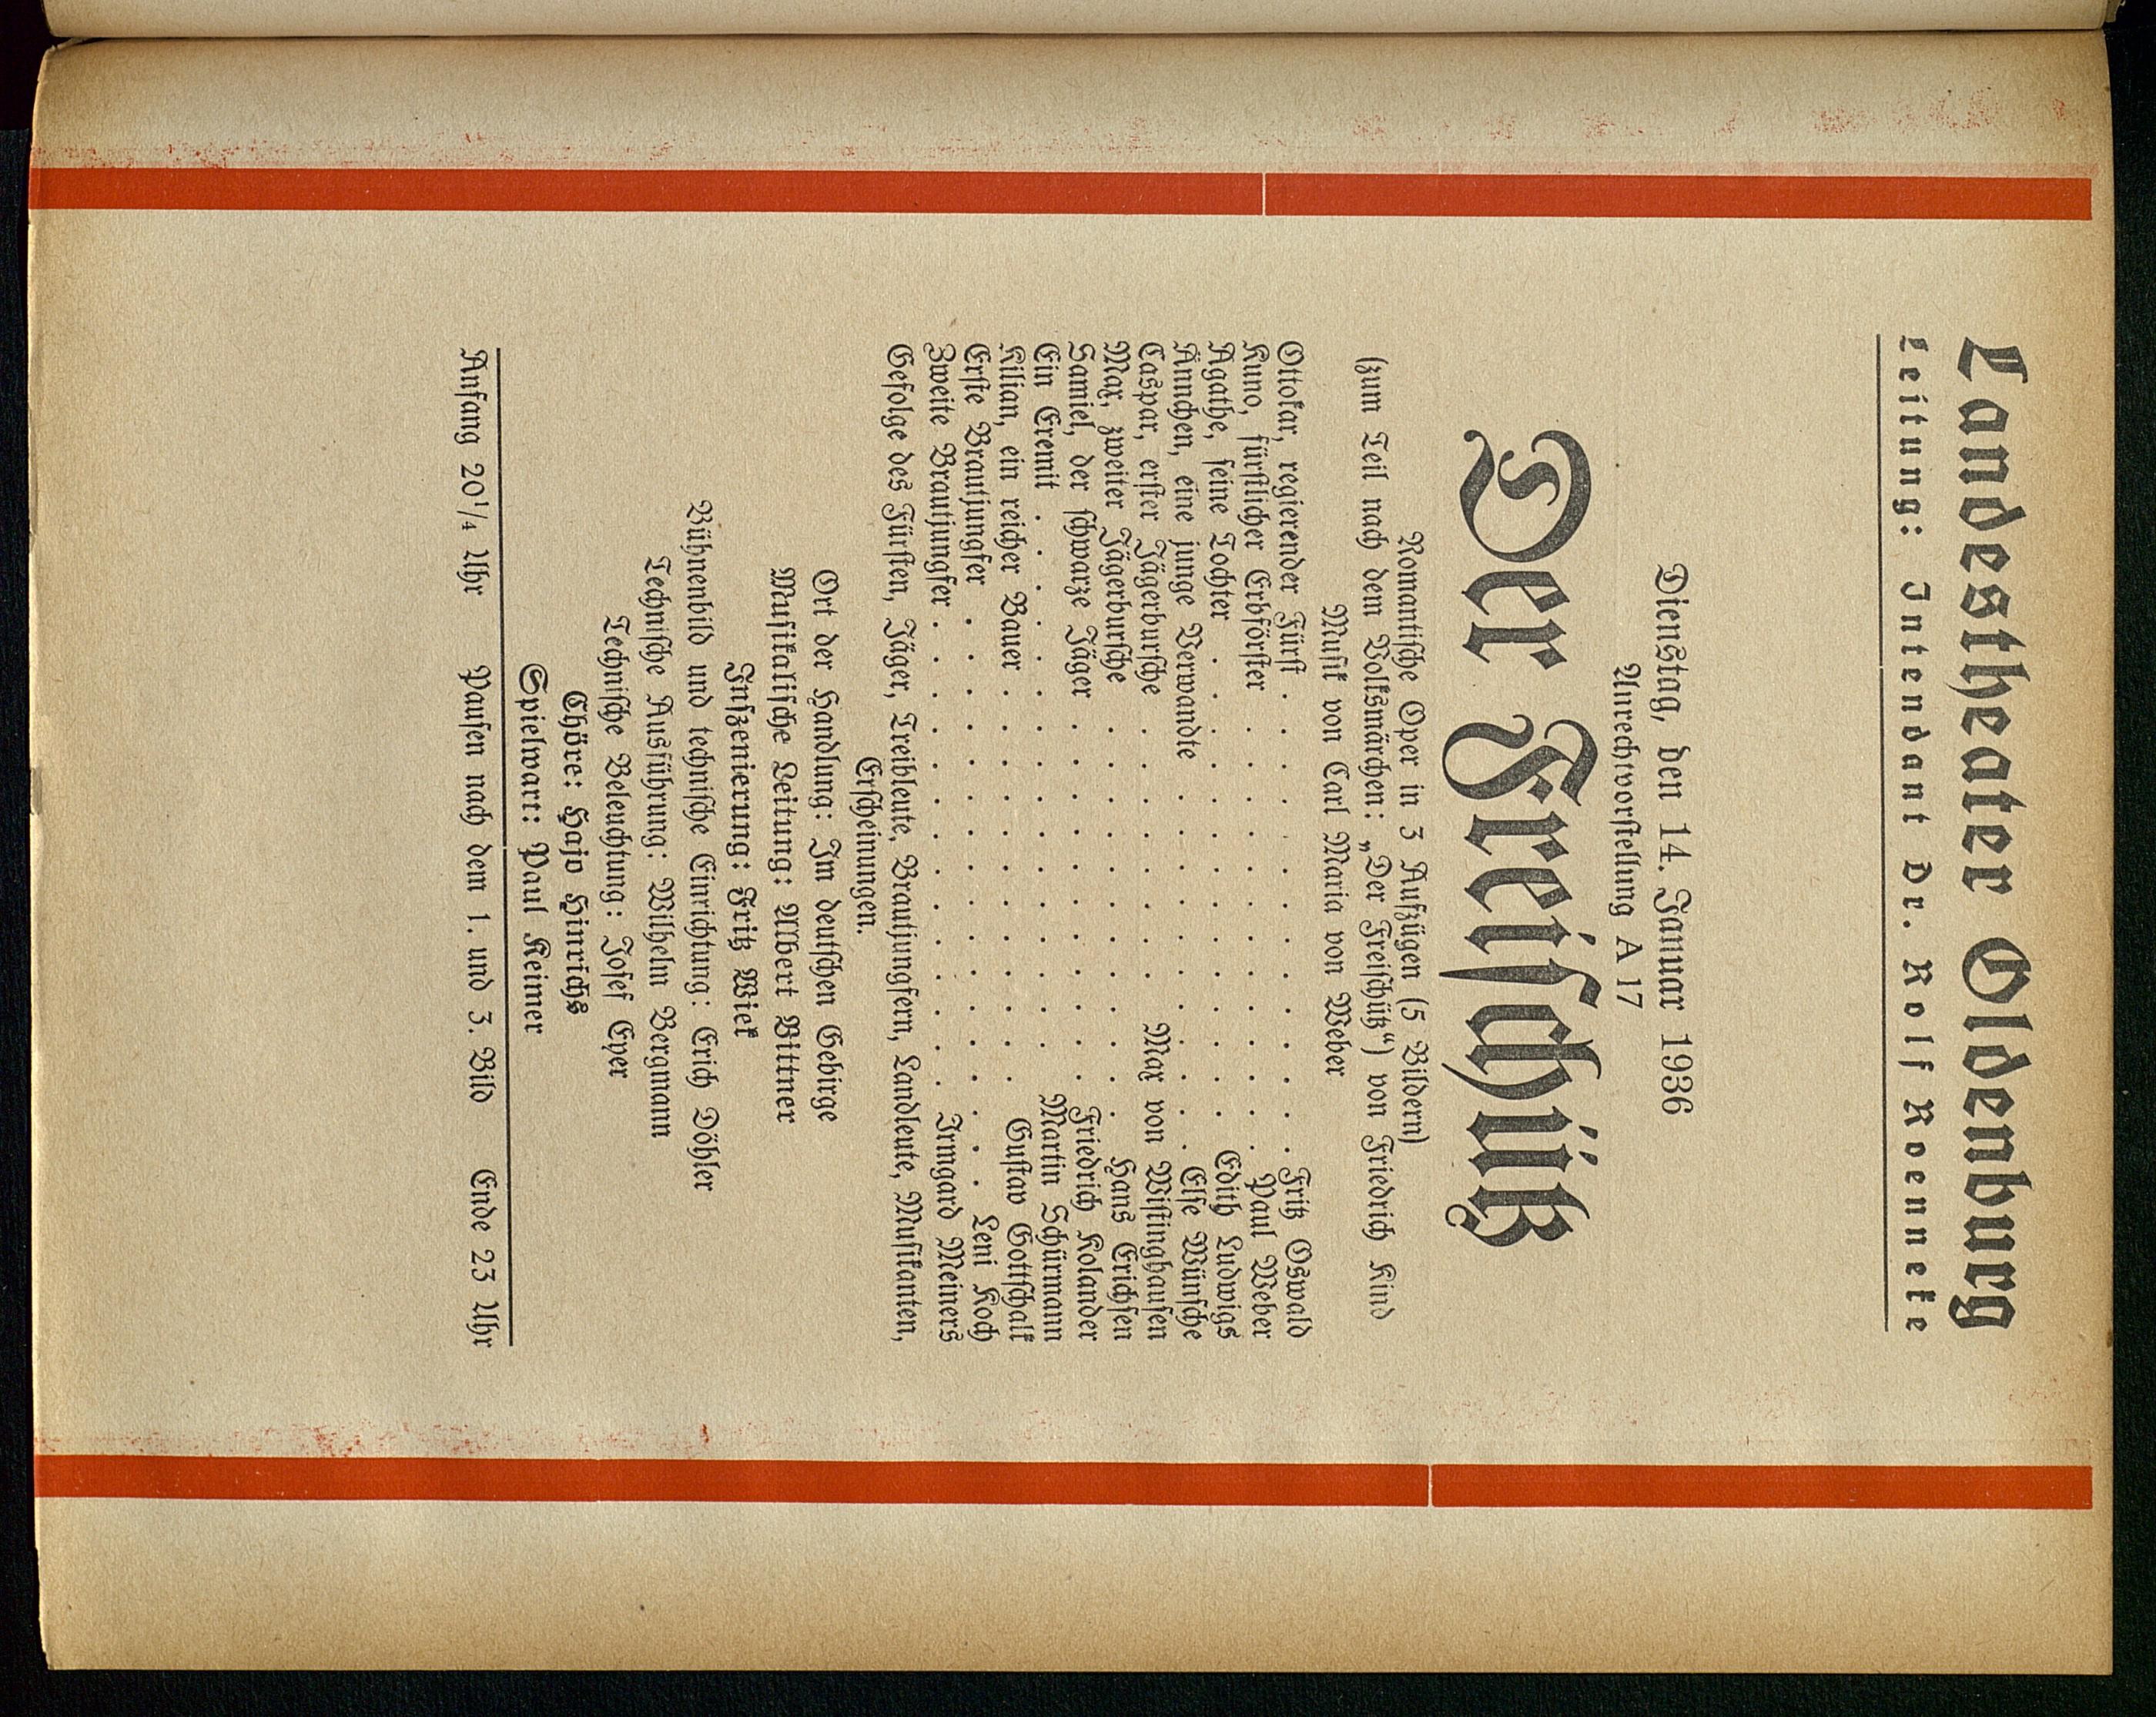 Landestheater Oldenburg
Leitung: Intendant Dr. Rolf Roenneke
Dienstag, den 14. Januar 1936
Anrechtvorstellung A 17
Der Freischütz
Romantische Oper in 3 Aufzügen (5 Bildern)
(zum Teil nach dem Volksmärchen: „Der Freischütz“) von Friedrich Kind
Musik von Carl Maria von Weber
Ottokar, regierender Fürst . . . . . . . . . . . . . . Fritz Oswald
Kuno, fürstlicher Erbförster . . . . . . . . . . . . . Paul Weber
Agathe, seine Tochter . . . . . . . . . . . . . . Edith Ludwigs
Ännchen, eine junge Verwandte . . . . . . . . . . . Else Wünsche
Caspar, erster Jägerbursche . . . . . . . . . Max von Wistinghausen
Max, zweiter Jägerbursche . . . . . . . . . . . . Hans Erichsen
Samiel, der schwarze Jäger . . . . . . . . . . . Friedrich Kolander
Ein Eremit . . . . . . . . . . . . . . . . Martin Schürmann
Kilian, ein reicher Bauer . . . . . . . . . . . . Gustav Gottschalk
Erste Brautjungfer . . . . . . . . . . . . . . . . Leni Koch
Zweite Brautjungfer . . . . . . . . . . . . . . Irmgard Meiners
Gefolge des Fürsten, Jäger, Treibleute, Brautjungfern, Landleute, Musikanten,
Erscheinungen.
Ort der Handlung: Im deutschen Gebirge
Musikalische Leitung: Albert Bittner
Inszenierung: Fritz Wiek
Bühnenbild und technische Einrichtung: Erich Döhler
Technische Ausführung: Wilhelm Bergmann
Technische Beleuchtung: Josef Eyer
Chöre: Hajo Hinrichs
Spielwart: Paul Keimer
Anfang 20¹/₄ Uhr Pausen nach dem 1. und 3. Bild Ende 23 Uhr